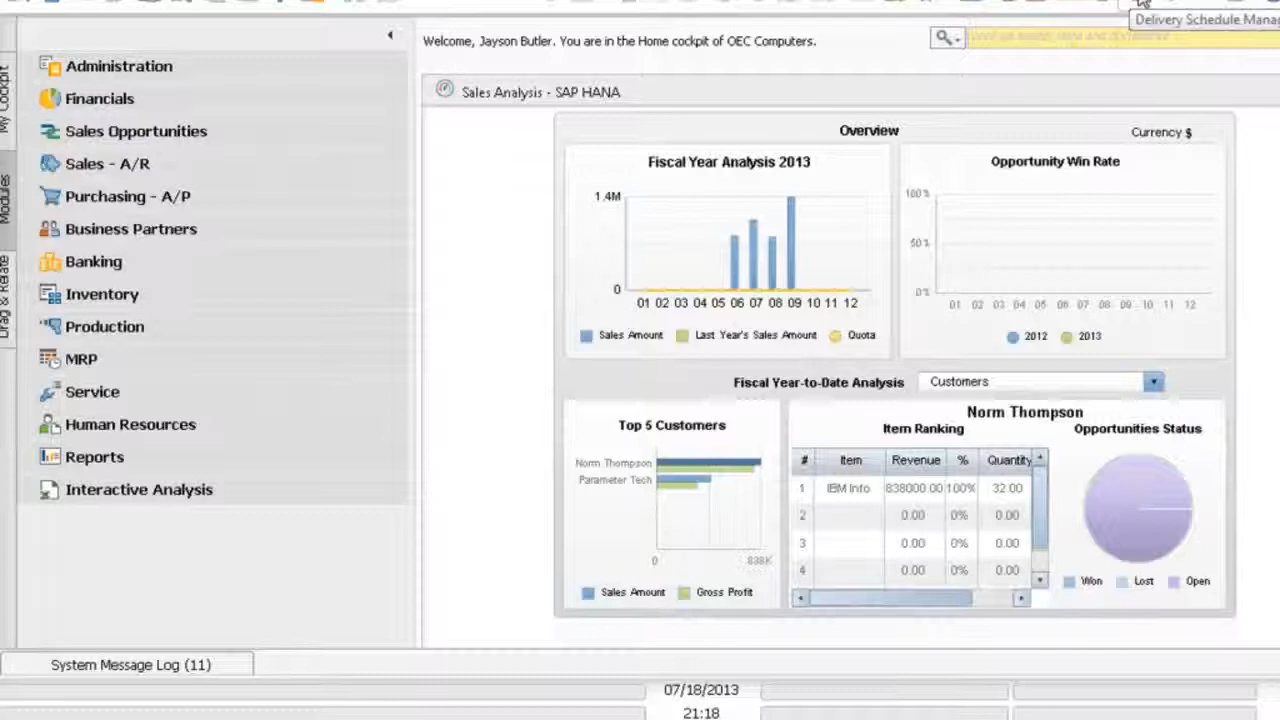 Delivery Schedule Manag
Welcome, Jayson Butler. You are in the Home cockpit of OEC Computers.
My Cockpit
Modules
Drag & Relate
Administration
Financials
Sales Opportunities
Sales - A/R
Purchasing - A/P
Business Partners
Banking
Inventory
Production
MRP
Service
Human Resources
Reports
Interactive Analysis
Sales Analysis - SAP HANA
Overview
Currency $
Fiscal Year Analysis 2013
1.4M
0
01 02 03 04 05 06 07 08 09 10 11 12
Sales Amount Last Year's Sales Amount Quota
Opportunity Win Rate
100%
50%
0%
01 02 03 04 05 06 07 08 09 10 11 12
2012 2013
Fiscal Year-to-Date Analysis Customers
Top 5 Customers
Norm Thompson
Parameter Tech
0 838K
Sales Amount Gross Profit
Norm Thompson
Item Ranking
# Item Revenue % Quantity
1 IBM Info 838000.00 100% 32.00
2 0.00 0% 0.00
3 0.00 0% 0.00
4 0.00 0% 0.00
Opportunities Status
Won Lost Open
System Message Log (11)
07/18/2013
21:18